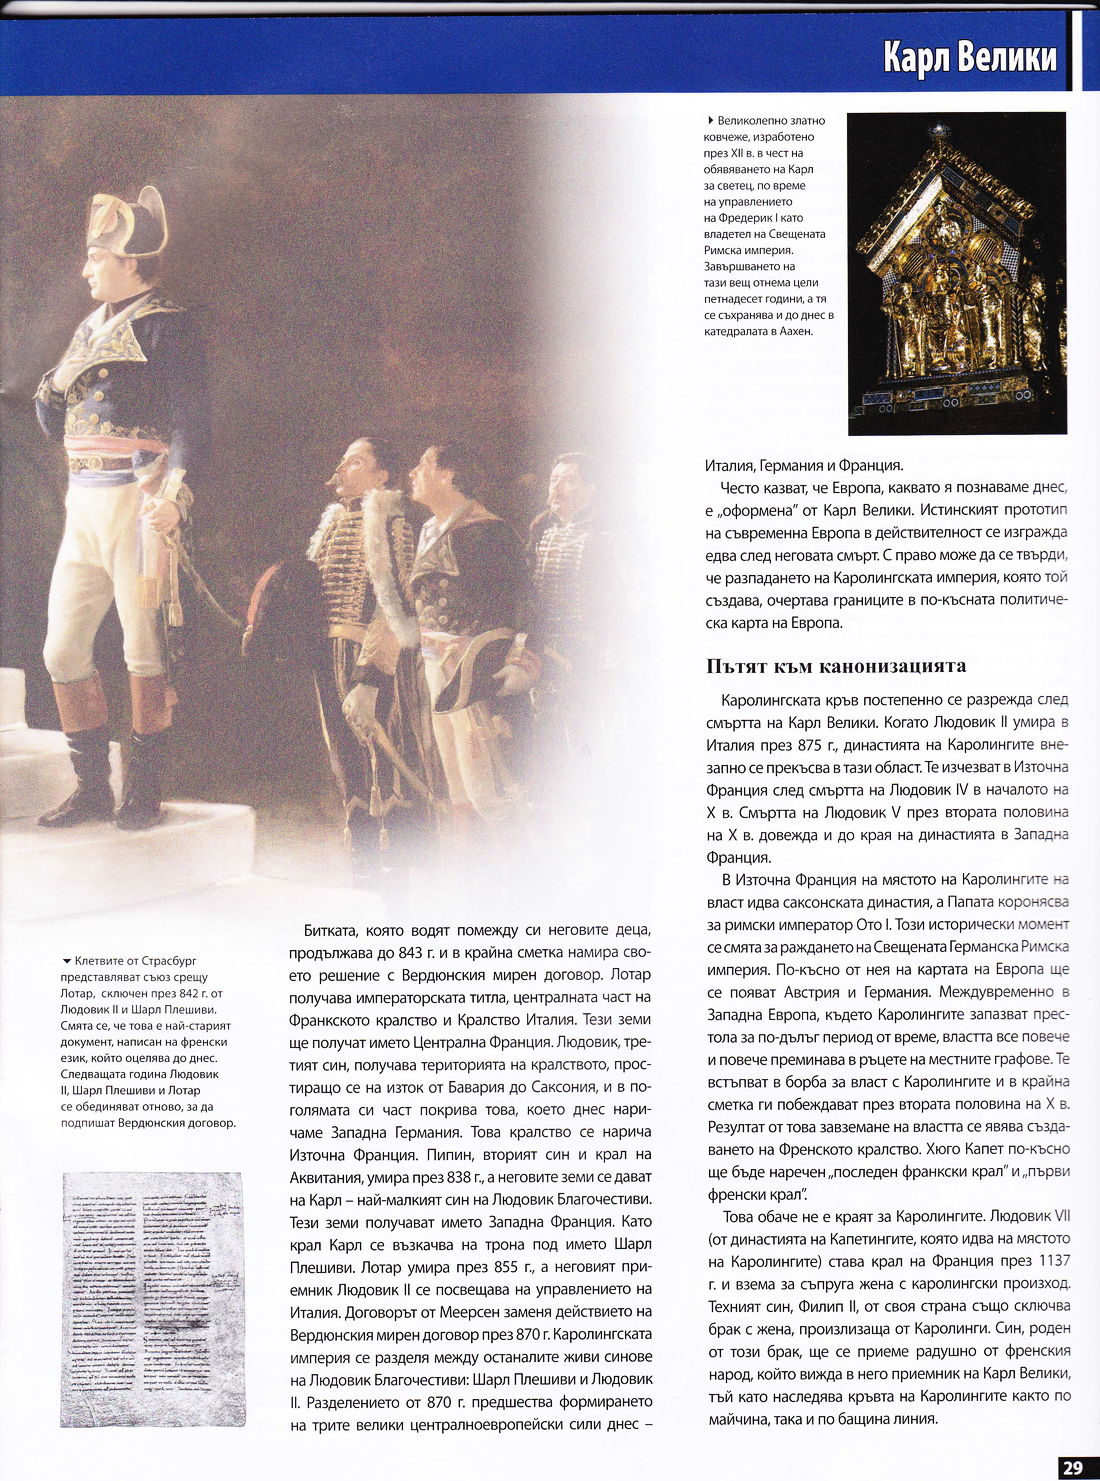 Карл Велики
Великолепно златно
ковчеже, изработено
през XII в. в чест на
обявяването на Карл
за светец, по време
на управлението
на Фредерик I като
владетел на Свещената
Римска империя.
Завършването на
тази вещ отнема цели
петнадесет години, а тя
се съхранява и до днес в
катедралата в Аахен.
Клетвите от Страсбург
представляват съюз срещу
Лотар, сключен през 842 г. от
Людовик II и Шарл Плешиви.
Смята се, че това е най-старият
документ, написан на френски
език, който оцелява до днес.
Следващата година Людовик
II, Шарл Плешиви и Лотар
се обединяват отново, за да
подпишат Вердюнския договор.
Битката, която водят помежду си неговите деца,
продължава до 843 г. и в крайна сметка намира сво-
ето решение с Вердюнския мирен договор. Лотар
получава императорската титла, централната част на
Франкското кралство и Кралство Италия. Тези земи
ще получат името Централна Франция. Людовик, тре-
тият син, получава територията на кралството, прос-
тиращо се на изток от Бавария до Саксония, и в по-
голямата си част покрива това, което днес нари-
чаме Западна Германия. Това кралство се нарича
Източна Франция. Пипин, вторият син и крал на
Аквитания, умира през 838 г., а неговите земи се дават
на Карл – най-малкият син на Людовик Благочестиви.
Тези земи получават името Западна Франция. Като
крал Карл се възкачва на трона под името Шарл
Плешиви. Лотар умира през 855 г., а неговият при-
емник Людовик II се посвещава на управлението на
Италия. Договорът от Меерсен заменя действието на
Вердюнския мирен договор през 870 г. Каролингската
империя се разделя между останалите живи синове
на Людовик Благочестиви: Шарл Плешиви и Людовик
II. Разделението от 870 г. предшества формирането
на трите велики централноевропейски сили днес –
Италия, Германия и Франция.
Често казват, че Европа, каквато я познаваме днес,
е „оформена” от Карл Велики. Истинският прототип
на съвременна Европа в действителност се изгражда
едва след неговата смърт. С право може да се твърди,
че разпадането на Каролингската империя, която той
създава, очертава границите в по-късната политиче-
ска карта на Европа.
Пътят към канонизацията
Каролингската кръв постепенно се разрежда след
смъртта на Карл Велики. Когато Людовик II умира в
Италия през 875 г., династията на Каролингите вне-
запно се прекъсва в тази област. Те изчезват в Източна
Франция след смъртта на Людовик IV в началото на
X в. Смъртта на Людовик V през втората половина
на X в. довежда и до края на династията в Западна
Франция.
В Източна Франция на мястото на Каролингите на
власт идва саксонската династия, а Папата коронясва
за римски император Ото I. Този исторически момент
се смята за раждането на Свещената Германска Римска
империя. По-късно от нея на картата на Европа ще
се появат Австрия и Германия. Междувременно в
Западна Европа, където Каролингите запазват прес-
тола за по-дълъг период от време, властта все повече
и повече преминава в ръцете на местните графове. Те
встъпват в борба за власт с Каролингите и в крайна
сметка ги побеждават през втората половина на X в.
Резултат от това завземане на властта се явява създа-
ването на Френското кралство. Хюго Капет по-късно
ще бъде наречен „последен франкски крал” и „първи
френски крал”.
Това обаче не е краят за Каролингите. Людовик VII
(от династията на Капетингите, която идва на мястото
на Каролингите) става крал на Франция през 1137
г. и взема за съпруга жена с каролингски произход.
Техният син, Филип II, от своя страна също сключва
брак с жена, произлизаща от Каролинги. Син, роден
от този брак, ще се приеме радушно от френския
народ, който вижда в него приемник на Карл Велики,
тъй като наследява кръвта на Каролингите както по
майчина, така и по бащина линия.
29